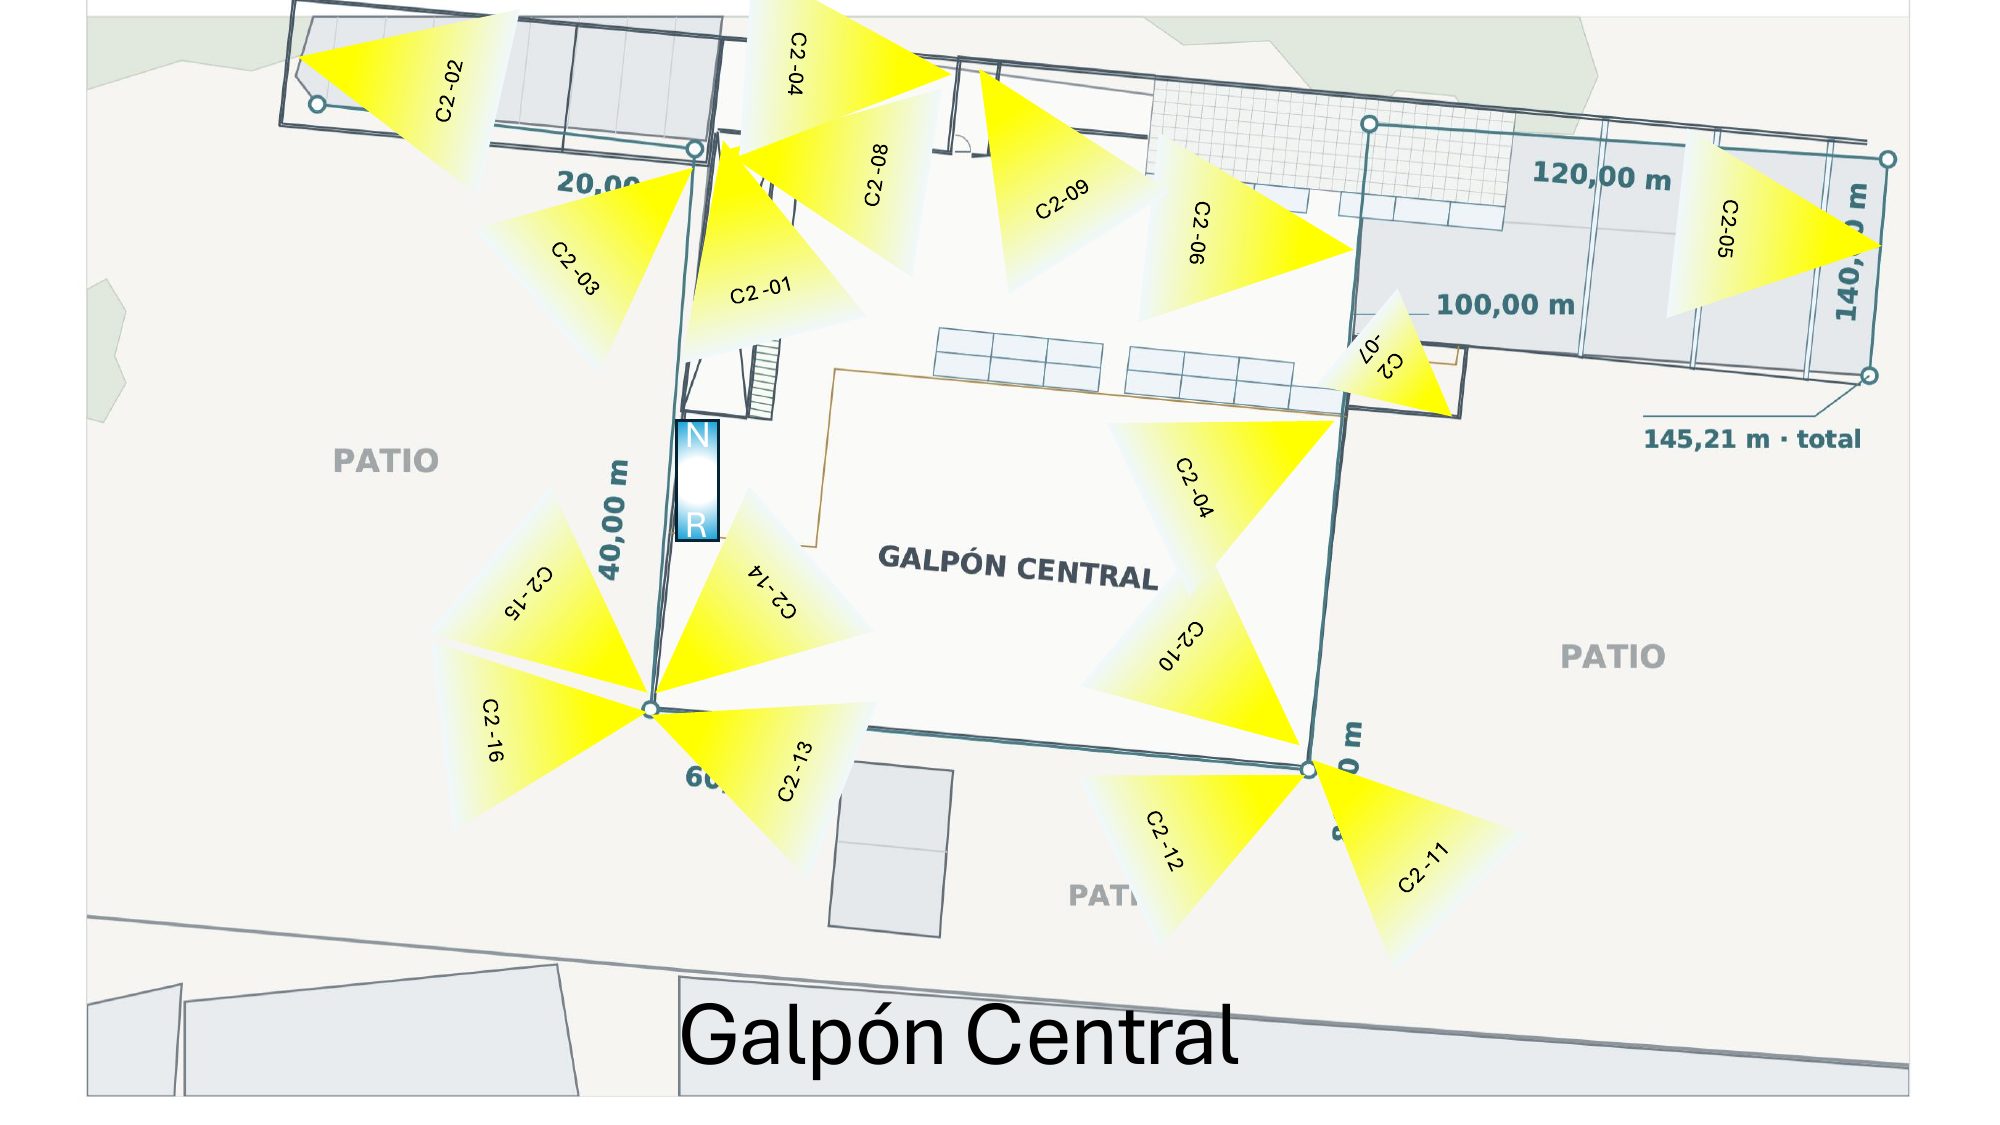 C2 -02
C2 -04
C2 -08
C2-09
C2 -06
120,00 m
C2-05
20,00
C2 -03
C2 -01
100,00 m
C2
-07
145,21 m · total
PATIO
N
R
40,00 m
C2 -04
GALPÓN CENTRAL
C2-15
C2-14
C2-10
PATIO
C2 -16
C2 -13
C2 -12
C2 -11
PATI
Galpón Central